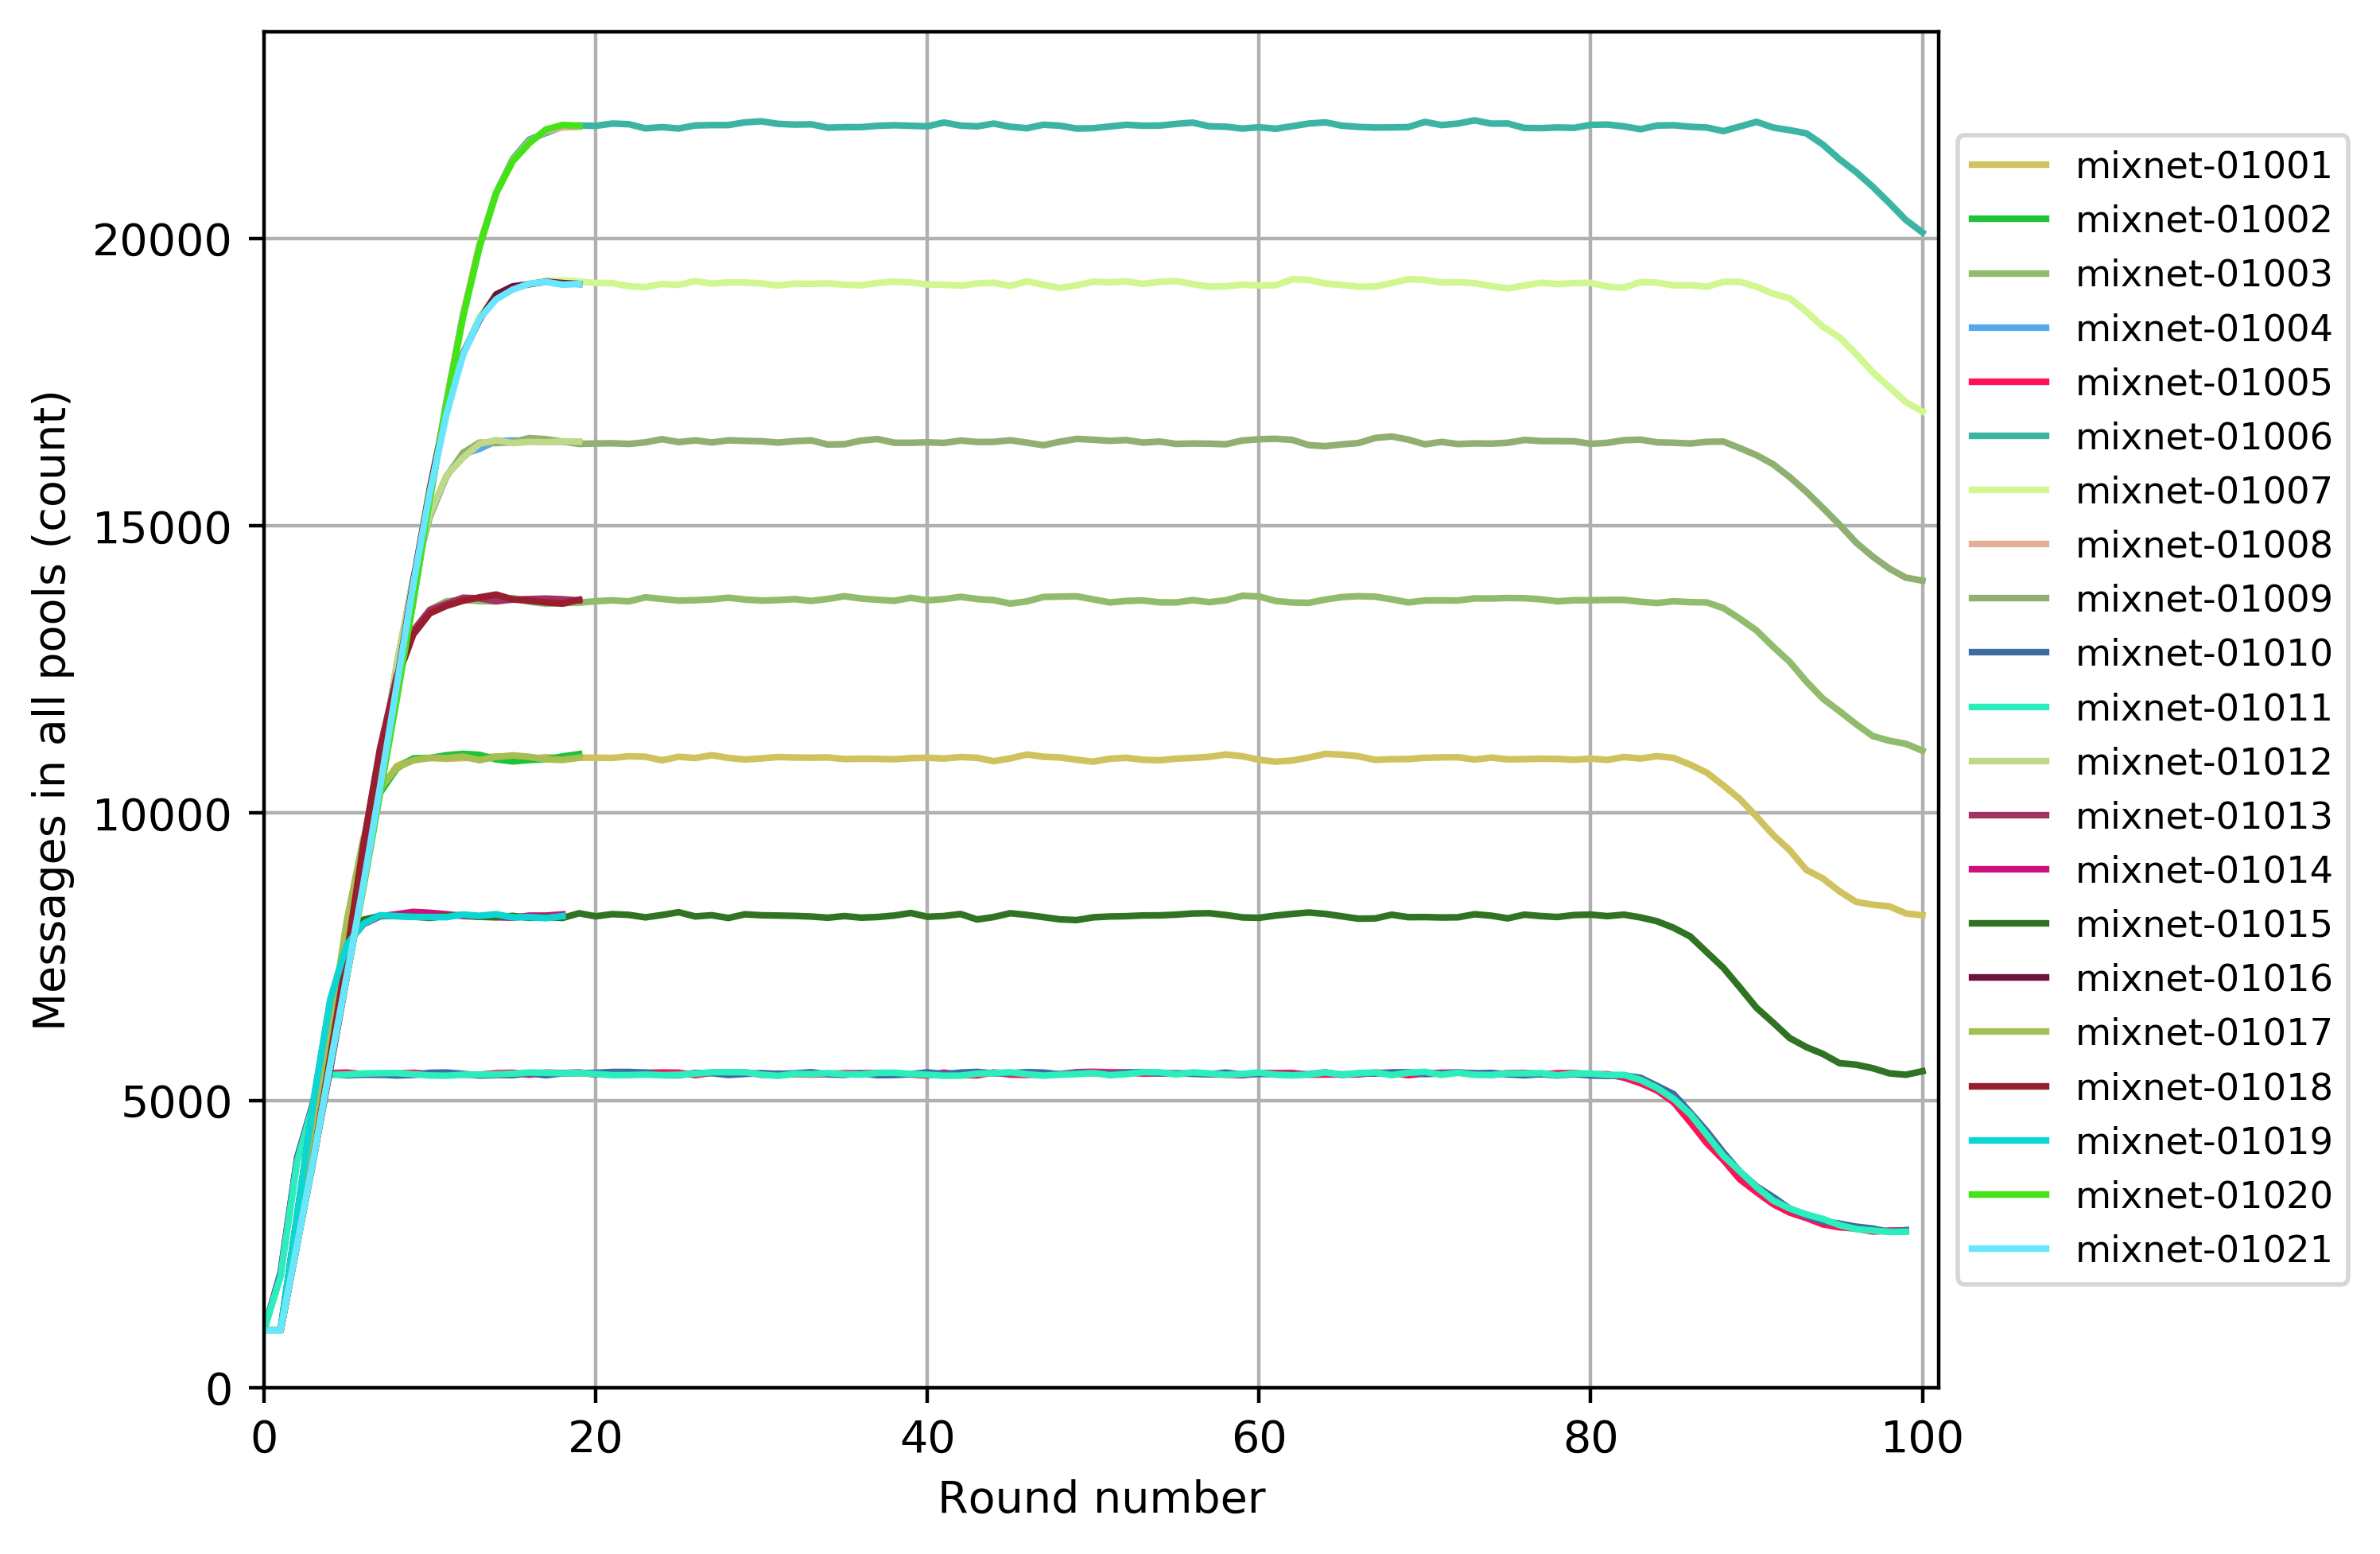 Messages in all pools (count)
20000
15000
10000
5000
0
0 20 40 60 80 100
Round number
mixnet-01001
mixnet-01002
mixnet-01003
mixnet-01004
mixnet-01005
mixnet-01006
mixnet-01007
mixnet-01008
mixnet-01009
mixnet-01010
mixnet-01011
mixnet-01012
mixnet-01013
mixnet-01014
mixnet-01015
mixnet-01016
mixnet-01017
mixnet-01018
mixnet-01019
mixnet-01020
mixnet-01021